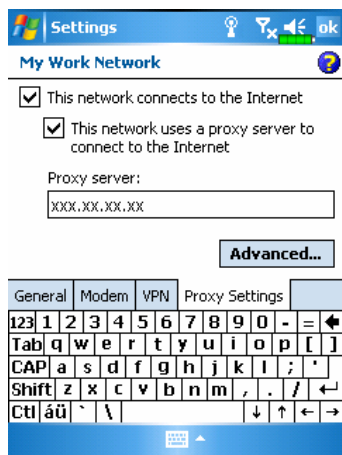 Settings ok
My Work Network ?
This network connects to the Internet
This network uses a proxy server to
connect to the Internet
Proxy server:
xxx.xx.xx.xx
Advanced...
General Modem VPN Proxy Settings
123 1 2 3 4 5 6 7 8 9 0 - = ←
Tab q w e r t y u i o p [ ]
CAP a s d f g h j k l ; '
Shift z x c v b n m , . / ↵
Ctl áü ` \ ↓ ↑ ← →